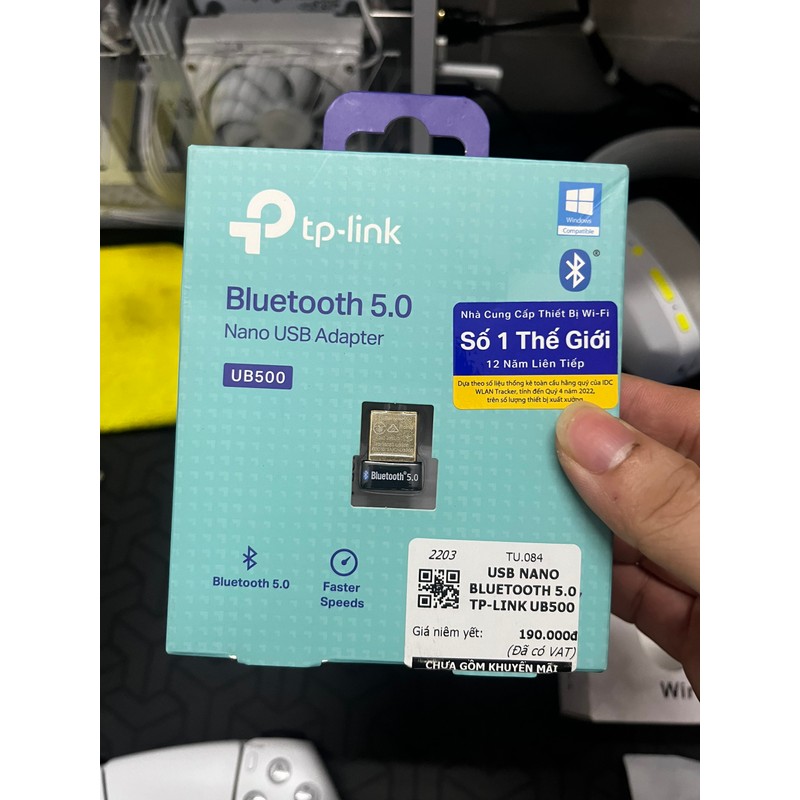 tp-link
Windows
Compatible
®
Bluetooth 5.0
Nano USB Adapter
UB500
Nhà Cung Cấp Thiết Bị Wi-Fi
Số 1 Thế Giới
12 Năm Liên Tiếp
Dựa theo số liệu thống kê toàn cầu hằng quý của IDC
WLAN Tracker, tính đến Quý 4 năm 2022,
trên số lượng thiết bị xuất xưởng
Bluetooth® 5.0
Bluetooth 5.0
Faster
Speeds
2203
TU.084
USB NANO
BLUETOOTH 5.0,
TP-LINK UB500
Giá niêm yết:
190.000đ
(Đã có VAT)
CHƯA GỒM KHUYẾN MÃI